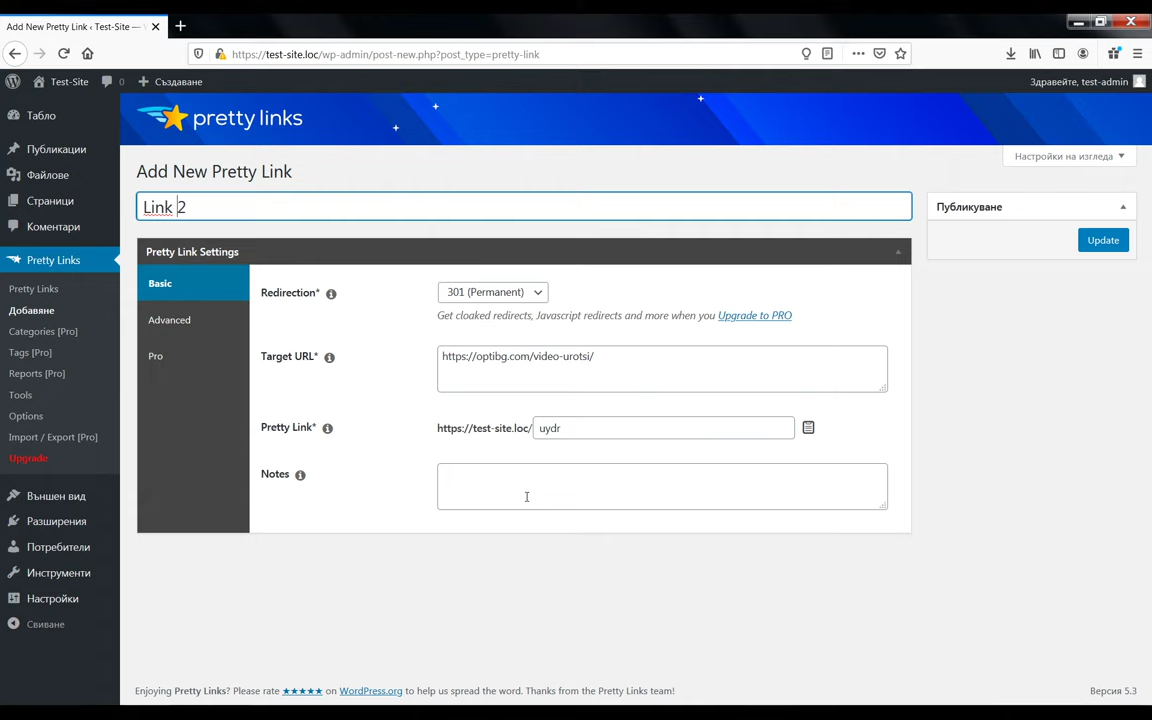 Add New Pretty Link ‹ Test-Site —
https://test-site.loc/wp-admin/post-new.php?post_type=pretty-link
Test-Site
0
Създаване
Здравейте, test-admin
Табло
Публикации
Файлове
Страници
Коментари
Pretty Links
Pretty Links
Добавяне
Categories [Pro]
Tags [Pro]
Reports [Pro]
Tools
Options
Import / Export [Pro]
Upgrade
Външен вид
Разширения
Потребители
Инструменти
Настройки
Свиване
pretty links
Настройки на изгледа
Add New Pretty Link
Link 2
Pretty Link Settings
Basic
Advanced
Pro
Redirection*
301 (Permanent)
Get cloaked redirects, Javascript redirects and more when you Upgrade to PRO
Target URL*
https://optibg.com/video-urotsi/
Pretty Link*
https://test-site.loc/
uydr
Notes
Публикуване
Update
Enjoying Pretty Links? Please rate ★★★★★ on WordPress.org to help us spread the word. Thanks from the Pretty Links team!
Версия 5.3